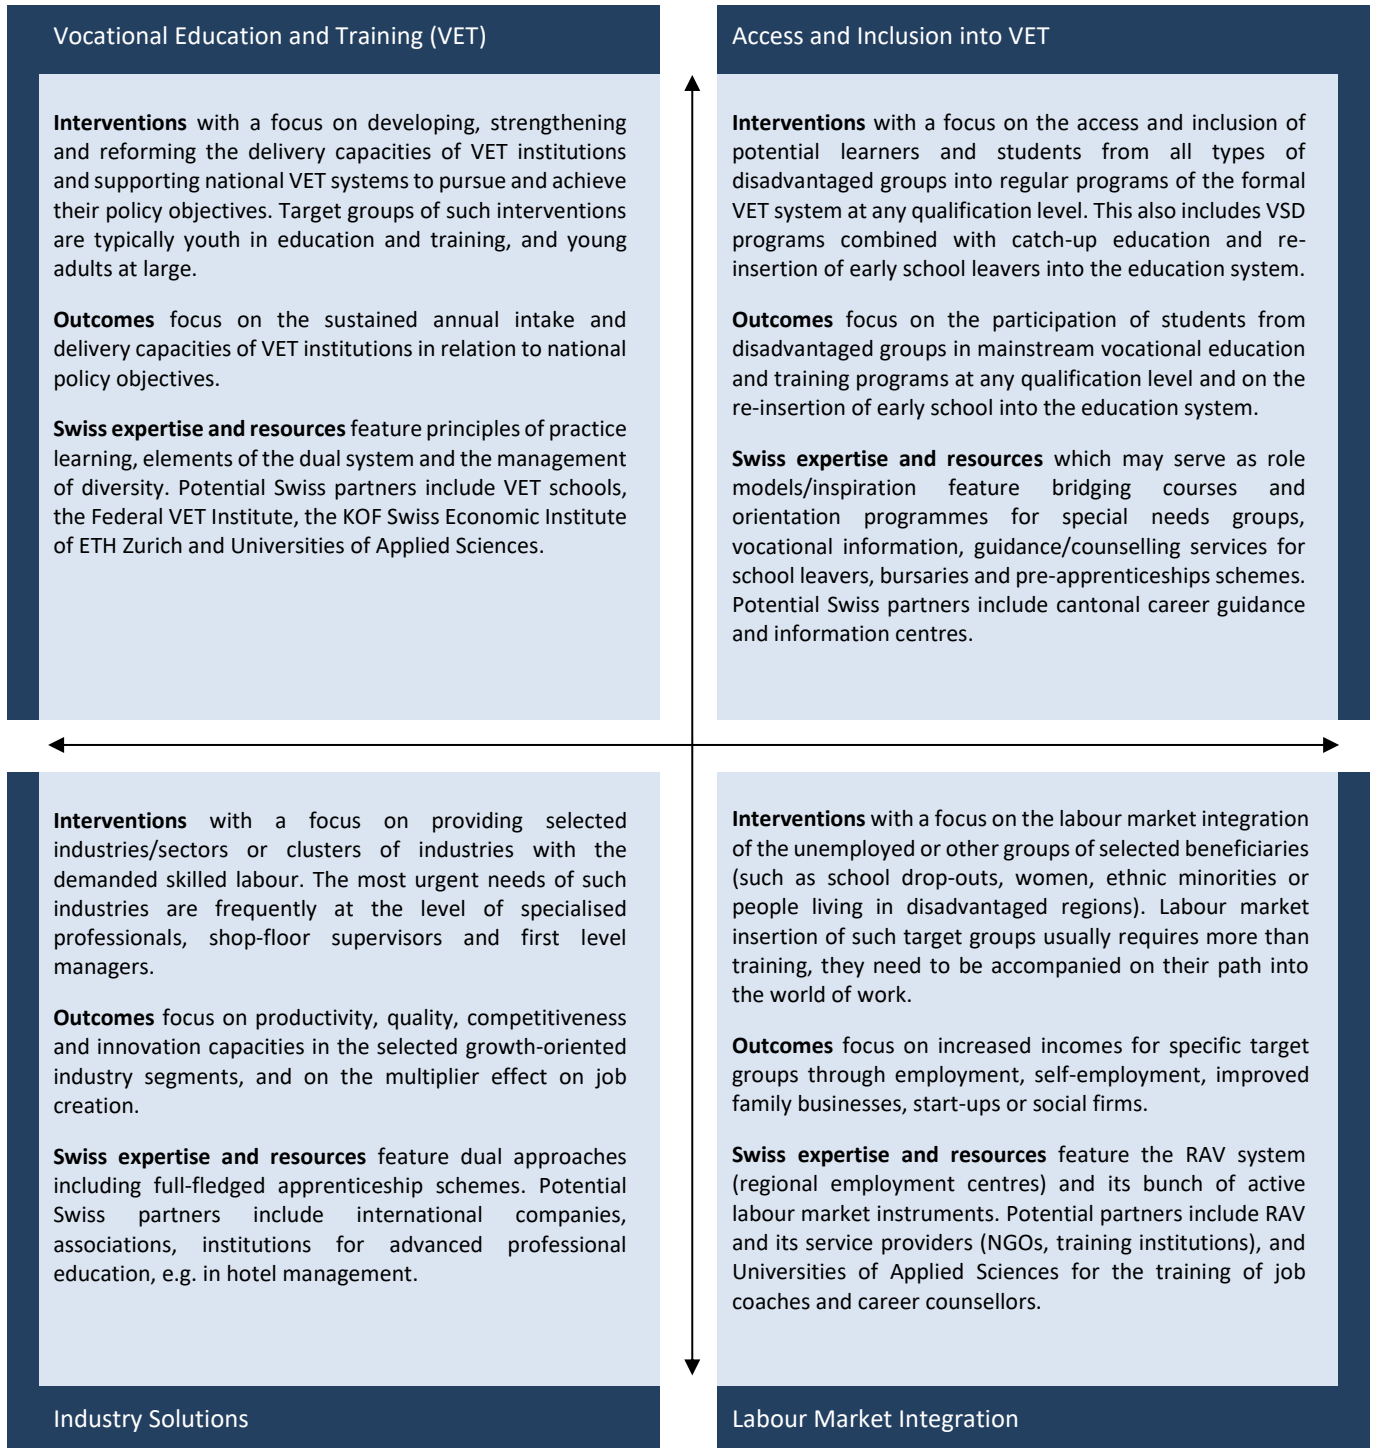 Vocational Education and Training (VET)
Interventions with a focus on developing, strengthening
and reforming the delivery capacities of VET institutions
and supporting national VET systems to pursue and achieve
their policy objectives. Target groups of such interventions
are typically youth in education and training, and young
adults at large.
Outcomes focus on the sustained annual intake and
delivery capacities of VET institutions in relation to national
policy objectives.
Swiss expertise and resources feature principles of practice
learning, elements of the dual system and the management
of diversity. Potential Swiss partners include VET schools,
the Federal VET Institute, the KOF Swiss Economic Institute
of ETH Zurich and Universities of Applied Sciences.
Access and Inclusion into VET
Interventions with a focus on the access and inclusion of
potential learners and students from all types of
disadvantaged groups into regular programs of the formal
VET system at any qualification level. This also includes VSD
programs combined with catch-up education and re-
insertion of early school leavers into the education system.
Outcomes focus on the participation of students from
disadvantaged groups in mainstream vocational education
and training programs at any qualification level and on the
re-insertion of early school into the education system.
Swiss expertise and resources which may serve as role
models/inspiration feature bridging courses and
orientation programmes for special needs groups,
vocational information, guidance/counselling services for
school leavers, bursaries and pre-apprenticeships schemes.
Potential Swiss partners include cantonal career guidance
and information centres.
Interventions with a focus on providing selected
industries/sectors or clusters of industries with the
demanded skilled labour. The most urgent needs of such
industries are frequently at the level of specialised
professionals, shop-floor supervisors and first level
managers.
Outcomes focus on productivity, quality, competitiveness
and innovation capacities in the selected growth-oriented
industry segments, and on the multiplier effect on job
creation.
Swiss expertise and resources feature dual approaches
including full-fledged apprenticeship schemes. Potential
Swiss partners include international companies,
associations, institutions for advanced professional
education, e.g. in hotel management.
Industry Solutions
Interventions with a focus on the labour market integration
of the unemployed or other groups of selected beneficiaries
(such as school drop-outs, women, ethnic minorities or
people living in disadvantaged regions). Labour market
insertion of such target groups usually requires more than
training, they need to be accompanied on their path into
the world of work.
Outcomes focus on increased incomes for specific target
groups through employment, self-employment, improved
family businesses, start-ups or social firms.
Swiss expertise and resources feature the RAV system
(regional employment centres) and its bunch of active
labour market instruments. Potential partners include RAV
and its service providers (NGOs, training institutions), and
Universities of Applied Sciences for the training of job
coaches and career counsellors.
Labour Market Integration